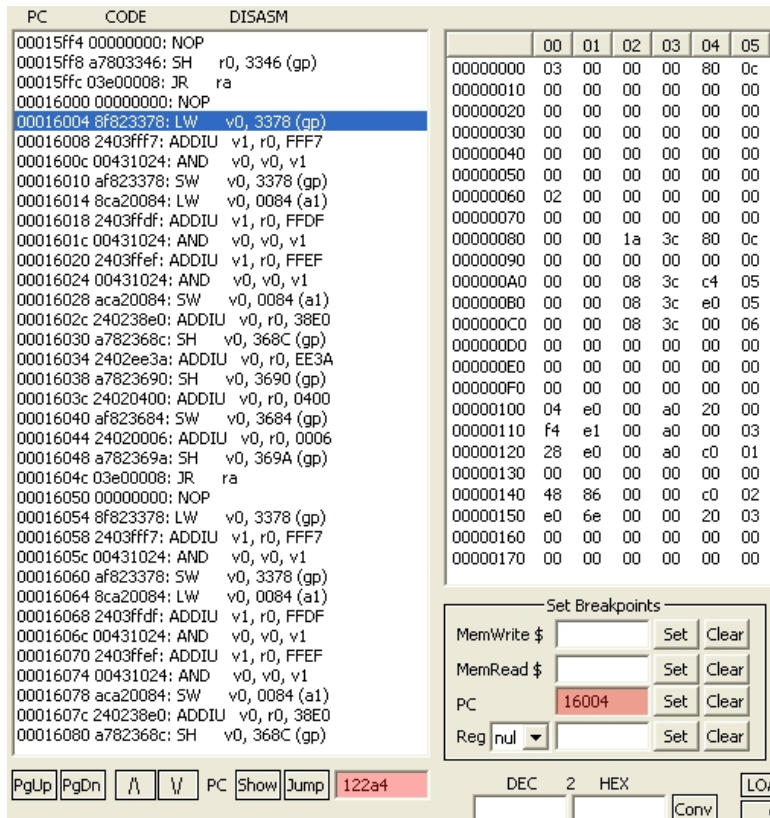 PC CODE DISASM
00015ff4 00000000: NOP
00015ff8 a7803346: SH r0, 3346 (gp)
00015ffc 03e00008: JR ra
00016000 00000000: NOP
00016004 8f823378: LW v0, 3378 (gp)
00016008 2403fff7: ADDIU v1, r0, FFF7
0001600c 00431024: AND v0, v0, v1
00016010 af823378: SW v0, 3378 (gp)
00016014 8ca20084: LW v0, 0084 (a1)
00016018 2403ffdf: ADDIU v1, r0, FFDF
0001601c 00431024: AND v0, v0, v1
00016020 2403ffef: ADDIU v1, r0, FFEF
00016024 00431024: AND v0, v0, v1
00016028 aca20084: SW v0, 0084 (a1)
0001602c 240238e0: ADDIU v0, r0, 38E0
00016030 a782368c: SH v0, 368C (gp)
00016034 2402ee3a: ADDIU v0, r0, EE3A
00016038 a7823690: SH v0, 3690 (gp)
0001603c 24020400: ADDIU v0, r0, 0400
00016040 af823684: SW v0, 3684 (gp)
00016044 24020006: ADDIU v0, r0, 0006
00016048 a782369a: SH v0, 369A (gp)
0001604c 03e00008: JR ra
00016050 00000000: NOP
00016054 8f823378: LW v0, 3378 (gp)
00016058 2403fff7: ADDIU v1, r0, FFF7
0001605c 00431024: AND v0, v0, v1
00016060 af823378: SW v0, 3378 (gp)
00016064 8ca20084: LW v0, 0084 (a1)
00016068 2403ffdf: ADDIU v1, r0, FFDF
0001606c 00431024: AND v0, v0, v1
00016070 2403ffef: ADDIU v1, r0, FFEF
00016074 00431024: AND v0, v0, v1
00016078 aca20084: SW v0, 0084 (a1)
0001607c 240238e0: ADDIU v0, r0, 38E0
00016080 a782368c: SH v0, 368C (gp)
PgUp PgDn /\ \/ PC Show Jump 122a4
00 01 02 03 04 05
00000000 03 00 00 00 80 0c
00000010 00 00 00 00 00 00
00000020 00 00 00 00 00 00
00000030 00 00 00 00 00 00
00000040 00 00 00 00 00 00
00000050 00 00 00 00 00 00
00000060 02 00 00 00 00 00
00000070 00 00 00 00 00 00
00000080 00 00 1a 3c 80 0c
00000090 00 00 00 00 00 00
000000A0 00 00 08 3c c4 05
000000B0 00 00 08 3c e0 05
000000C0 00 00 08 3c 00 06
000000D0 00 00 00 00 00 00
000000E0 00 00 00 00 00 00
000000F0 00 00 00 00 00 00
00000100 04 e0 00 a0 20 00
00000110 f4 e1 00 a0 00 03
00000120 28 e0 00 a0 c0 01
00000130 00 00 00 00 00 00
00000140 48 86 00 00 c0 02
00000150 e0 6e 00 00 20 03
00000160 00 00 00 00 00 00
00000170 00 00 00 00 00 00
Set Breakpoints
MemWrite $ Set Clear
MemRead $ Set Clear
PC 16004 Set Clear
Reg nul Set Clear
DEC 2 HEX
Conv